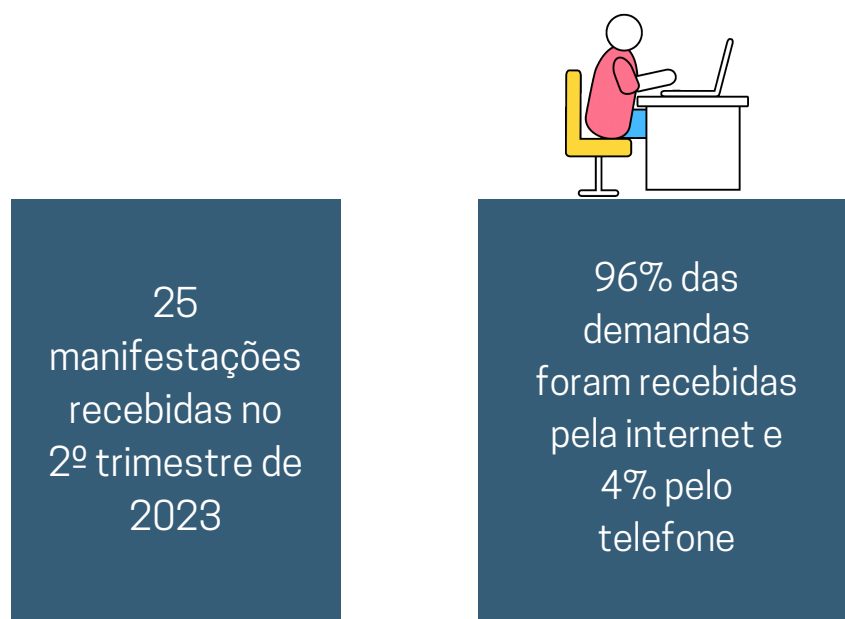 25
manifestações
recebidas no
2º trimestre de
2023
96% das
demandas
foram recebidas
pela internet e
4% pelo
telefone